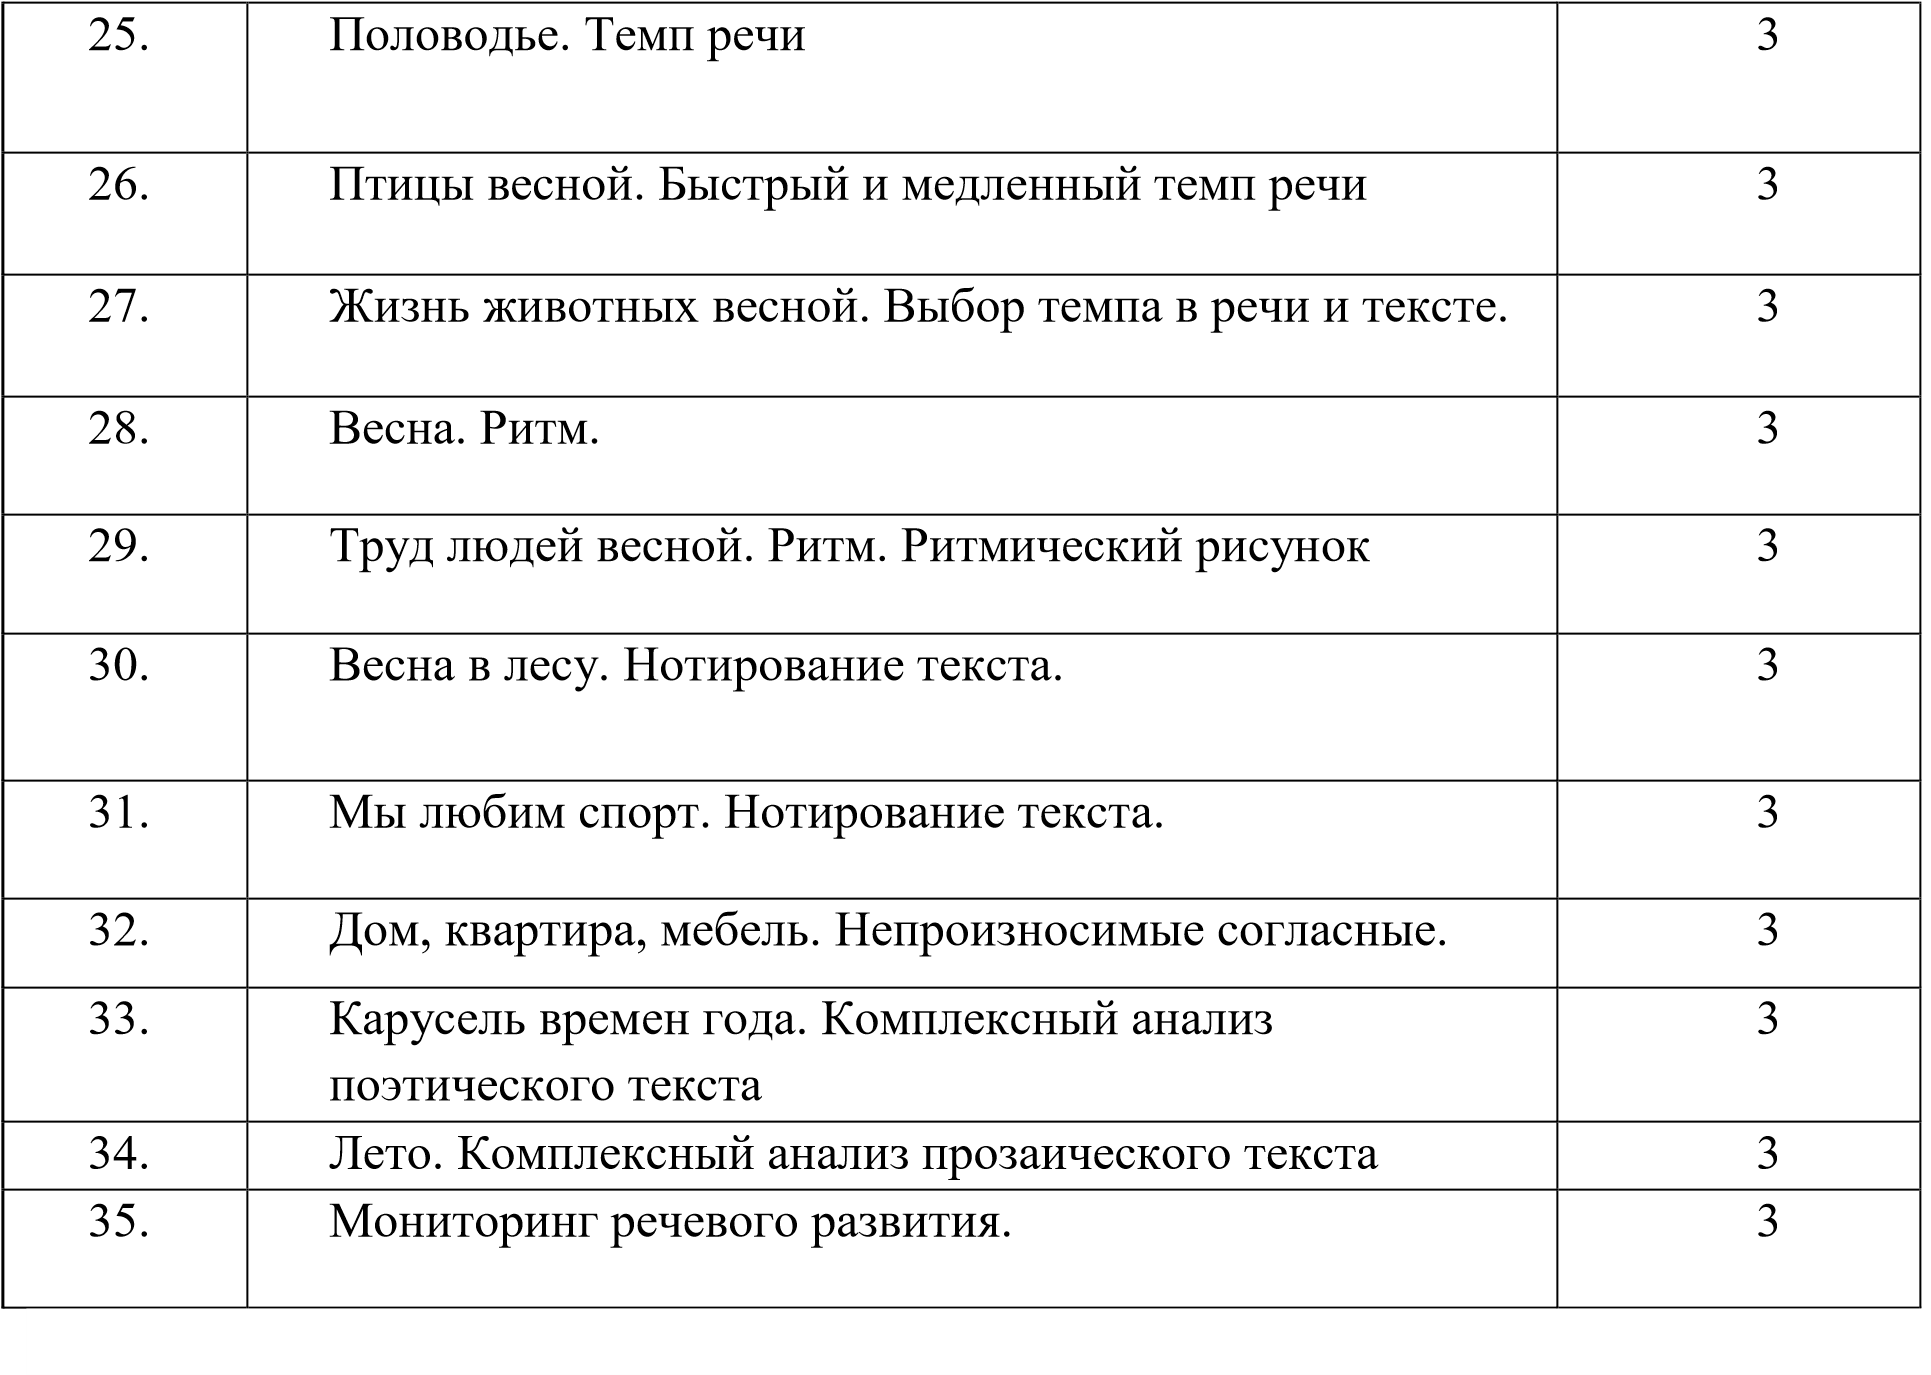 25. Половодье. Темп речи 3
26. Птицы весной. Быстрый и медленный темп речи 3
27. Жизнь животных весной. Выбор темпа в речи и тексте. 3
28. Весна. Ритм. 3
29. Труд людей весной. Ритм. Ритмический рисунок 3
30. Весна в лесу. Нотирование текста. 3
31. Мы любим спорт. Нотирование текста. 3
32. Дом, квартира, мебель. Непроизносимые согласные. 3
33. Карусель времен года. Комплексный анализ 3
поэтического текста
34. Лето. Комплексный анализ прозаического текста 3
35. Мониторинг речевого развития. 3